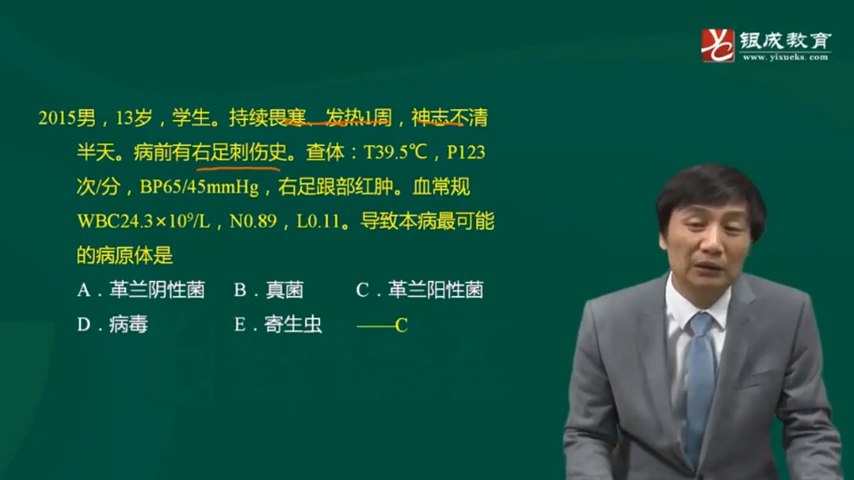 银成教育
www.yixueks.com
2015男，13岁，学生。持续畏寒、发热1周，神志不清
半天。病前有右足刺伤史。查体：T39.5℃，P123
次/分，BP65/45mmHg，右足跟部红肿。血常规
WBC24.3×10⁹/L，N0.89，L0.11。导致本病最可能
的病原体是
A．革兰阴性菌 B．真菌 C．革兰阳性菌
D．病毒 E．寄生虫 ——C